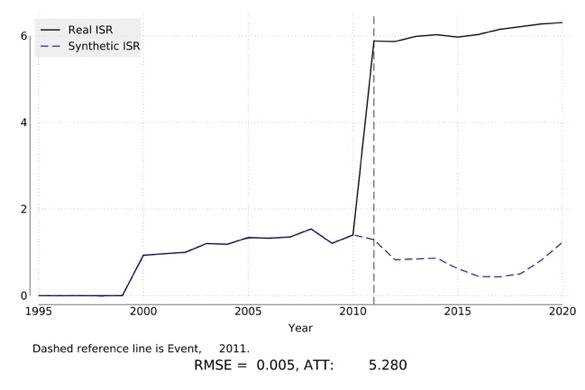 Real ISR
Synthetic ISR
6
4
2
0
1995 2000 2005 2010 2015 2020
Year
Dashed reference line is Event, 2011.
RMSE = 0.005, ATT: 5.280